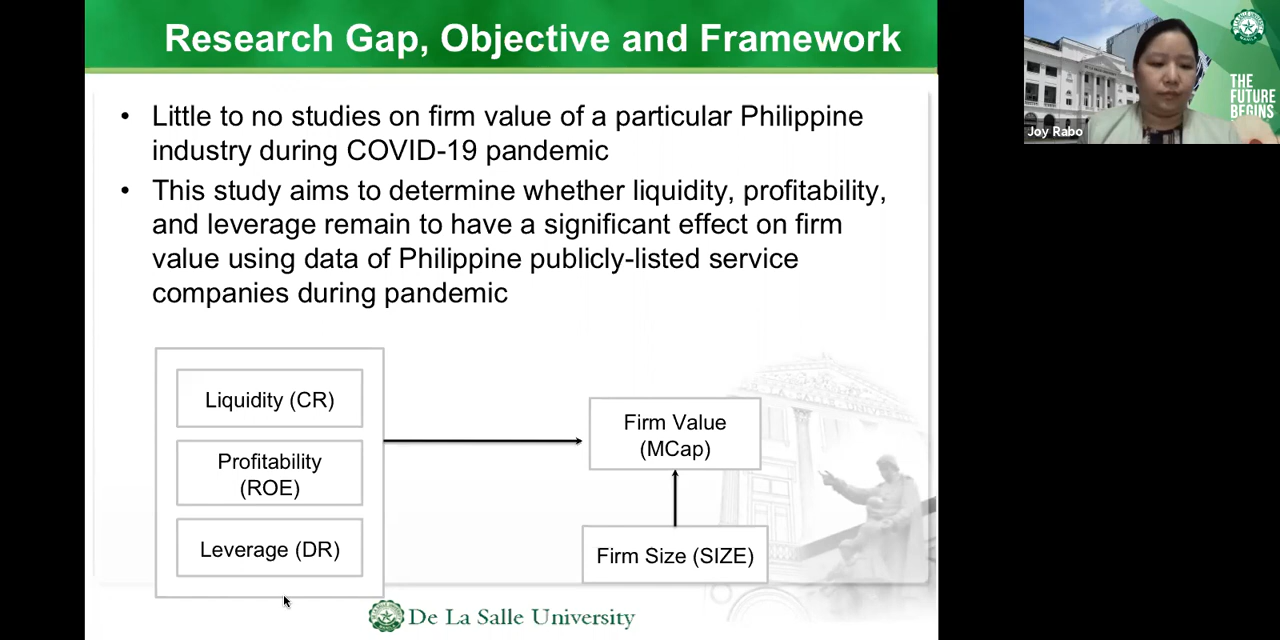 Research Gap, Objective and Framework
• Little to no studies on firm value of a particular Philippine
industry during COVID-19 pandemic
• This study aims to determine whether liquidity, profitability,
and leverage remain to have a significant effect on firm
value using data of Philippine publicly-listed service
companies during pandemic
Liquidity (CR)
Profitability
(ROE)
Leverage (DR)
Firm Value
(MCap)
Firm Size (SIZE)
De La Salle University
THE
FUTURE
BEGINS
Joy Rabo